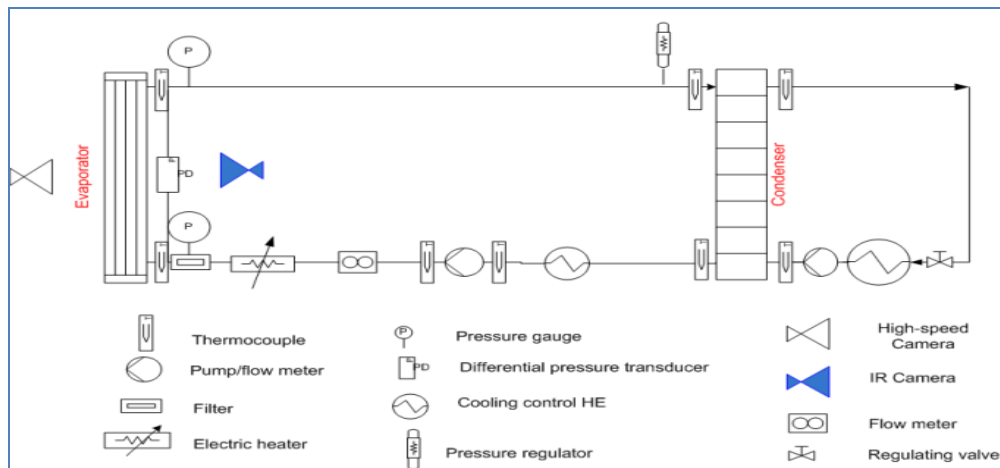 P
Evaporator
PD
P
Condenser
Thermocouple
Pump/flow meter
Filter
Electric heater
P
Pressure gauge
PD
Differential pressure transducer
Cooling control HE
Pressure regulator
High-speed
Camera
IR Camera
Flow meter
Regulating valve